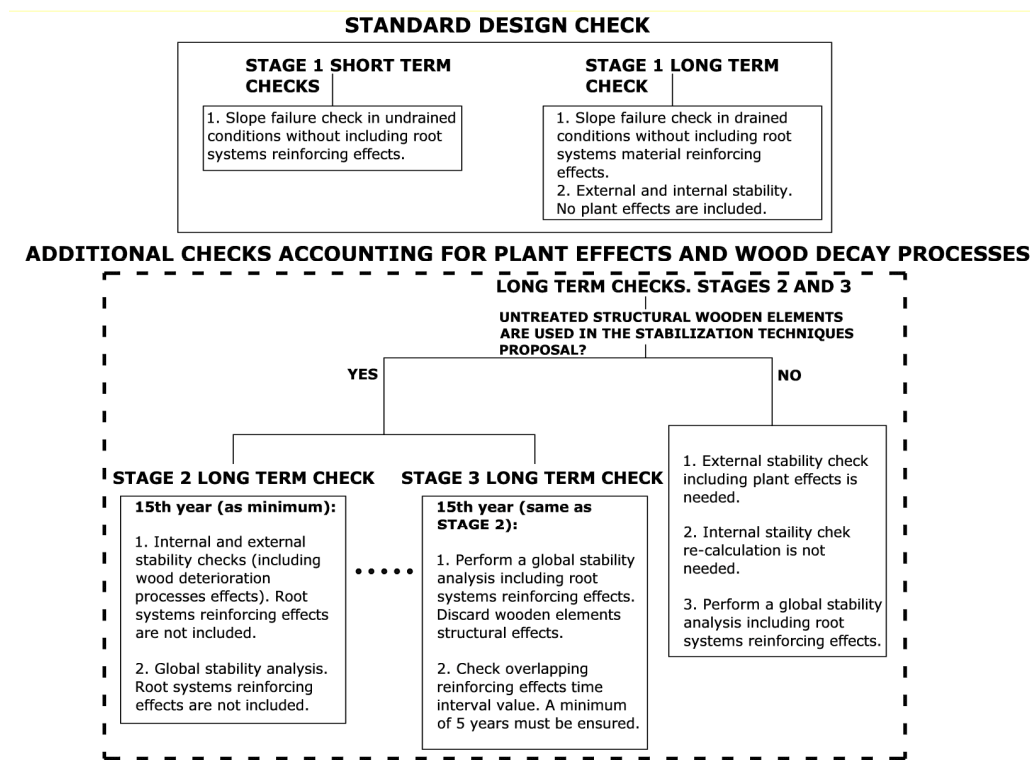 STANDARD DESIGN CHECK
STAGE 1 SHORT TERM
CHECKS
1. Slope failure check in undrained
conditions without including root
systems reinforcing effects.
STAGE 1 LONG TERM
CHECK
1. Slope failure check in drained
conditions without including root
systems material reinforcing
effects.
2. External and internal stability.
No plant effects are included.
ADDITIONAL CHECKS ACCOUNTING FOR PLANT EFFECTS AND WOOD DECAY PROCESSES
LONG TERM CHECKS. STAGES 2 AND 3
UNTREATED STRUCTURAL WOODEN ELEMENTS
ARE USED IN THE STABILIZATION TECHNIQUES
PROPOSAL?
YES
NO
STAGE 2 LONG TERM CHECK
15th year (as minimum):
1. Internal and external
stability checks (including
wood deterioration
processes effects). Root
systems reinforcing effects
are not included.
2. Global stability analysis.
Root systems reinforcing
effects are not included.
STAGE 3 LONG TERM CHECK
15th year (same as
STAGE 2):
1. Perform a global stability
analysis including root
systems reinforcing effects.
Discard wooden elements
structural effects.
2. Check overlapping
reinforcing effects time
interval value. A minimum
of 5 years must be ensured.
1. External stability check
including plant effects is
needed.
2. Internal staility chek
re-calculation is not
needed.
3. Perform a global stability
analysis including root
systems reinforcing effects.